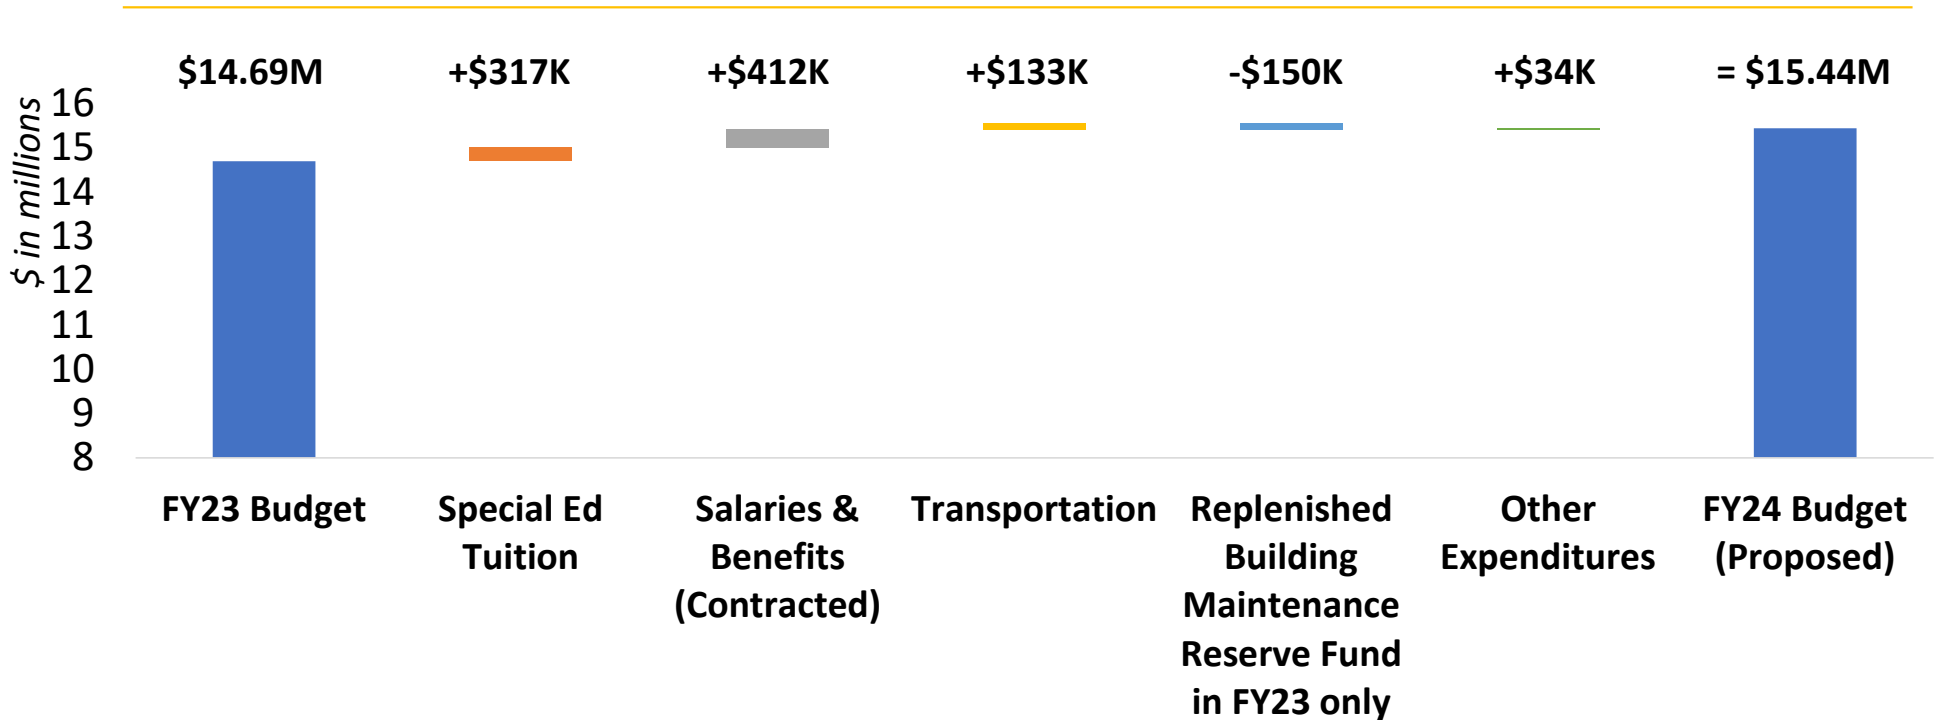 $14.69M +$317K +$412K +$133K -$150K +$34K = $15.44M
$ in millions
16
15
14
13
12
11
10
9
8
FY23 Budget
Special Ed
Tuition
Salaries &
Benefits
(Contracted)
Transportation
Replenished
Building
Maintenance
Reserve Fund
in FY23 only
Other
Expenditures
FY24 Budget
(Proposed)